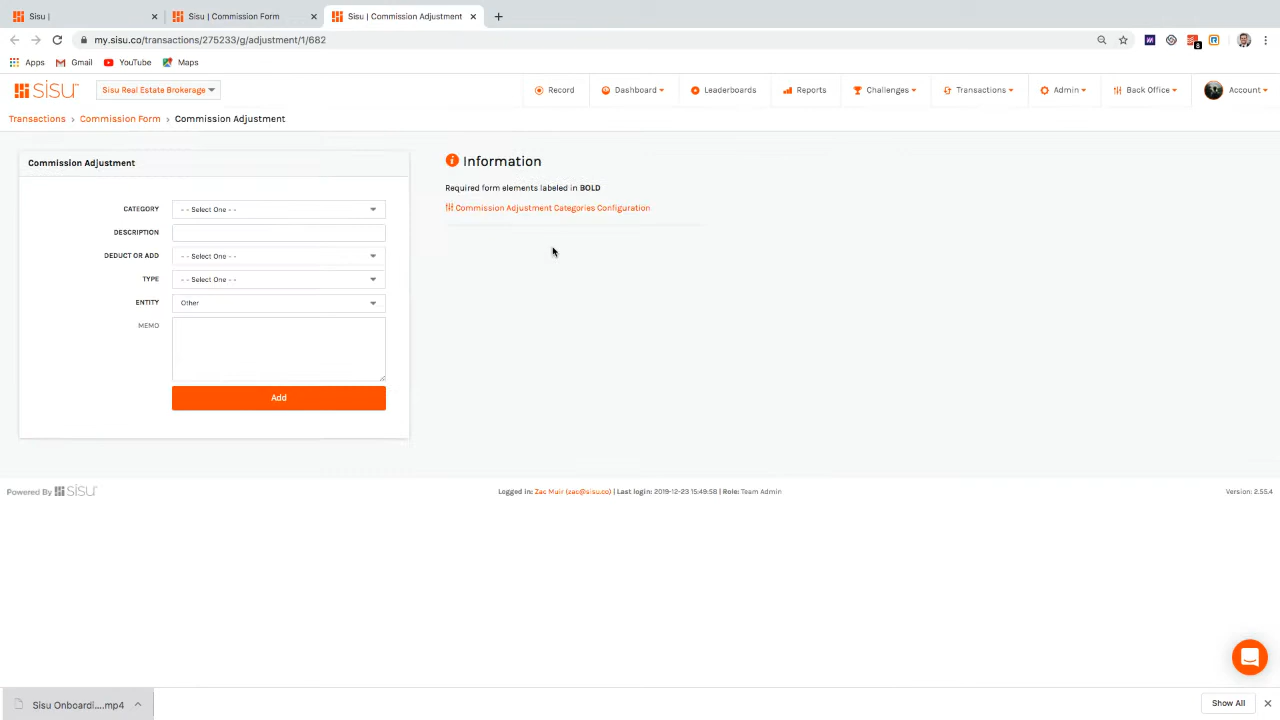 Sisu |
Sisu | Commission Form
Sisu | Commission Adjustment
my.sisu.co/transactions/275233/g/adjustment/1/682
8
Apps Gmail YouTube Maps
sisu Sisu Real Estate Brokerage Record Dashboard Leaderboards Reports Challenges Transactions Admin Back Office Account
Transactions > Commission Form > Commission Adjustment
Commission Adjustment
CATEGORY - - Select One - -
DESCRIPTION
DEDUCT OR ADD - - Select One - -
TYPE - - Select One - -
ENTITY Other
MEMO
Add
Information
Required form elements labeled in BOLD
Commission Adjustment Categories Configuration
Powered By sisu
Logged in: Zac Muir (zac@sisu.co) | Last login: 2019-12-23 15:49:58 | Role: Team Admin
Version: 2.55.4
Sisu Onboardi....mp4
Show All